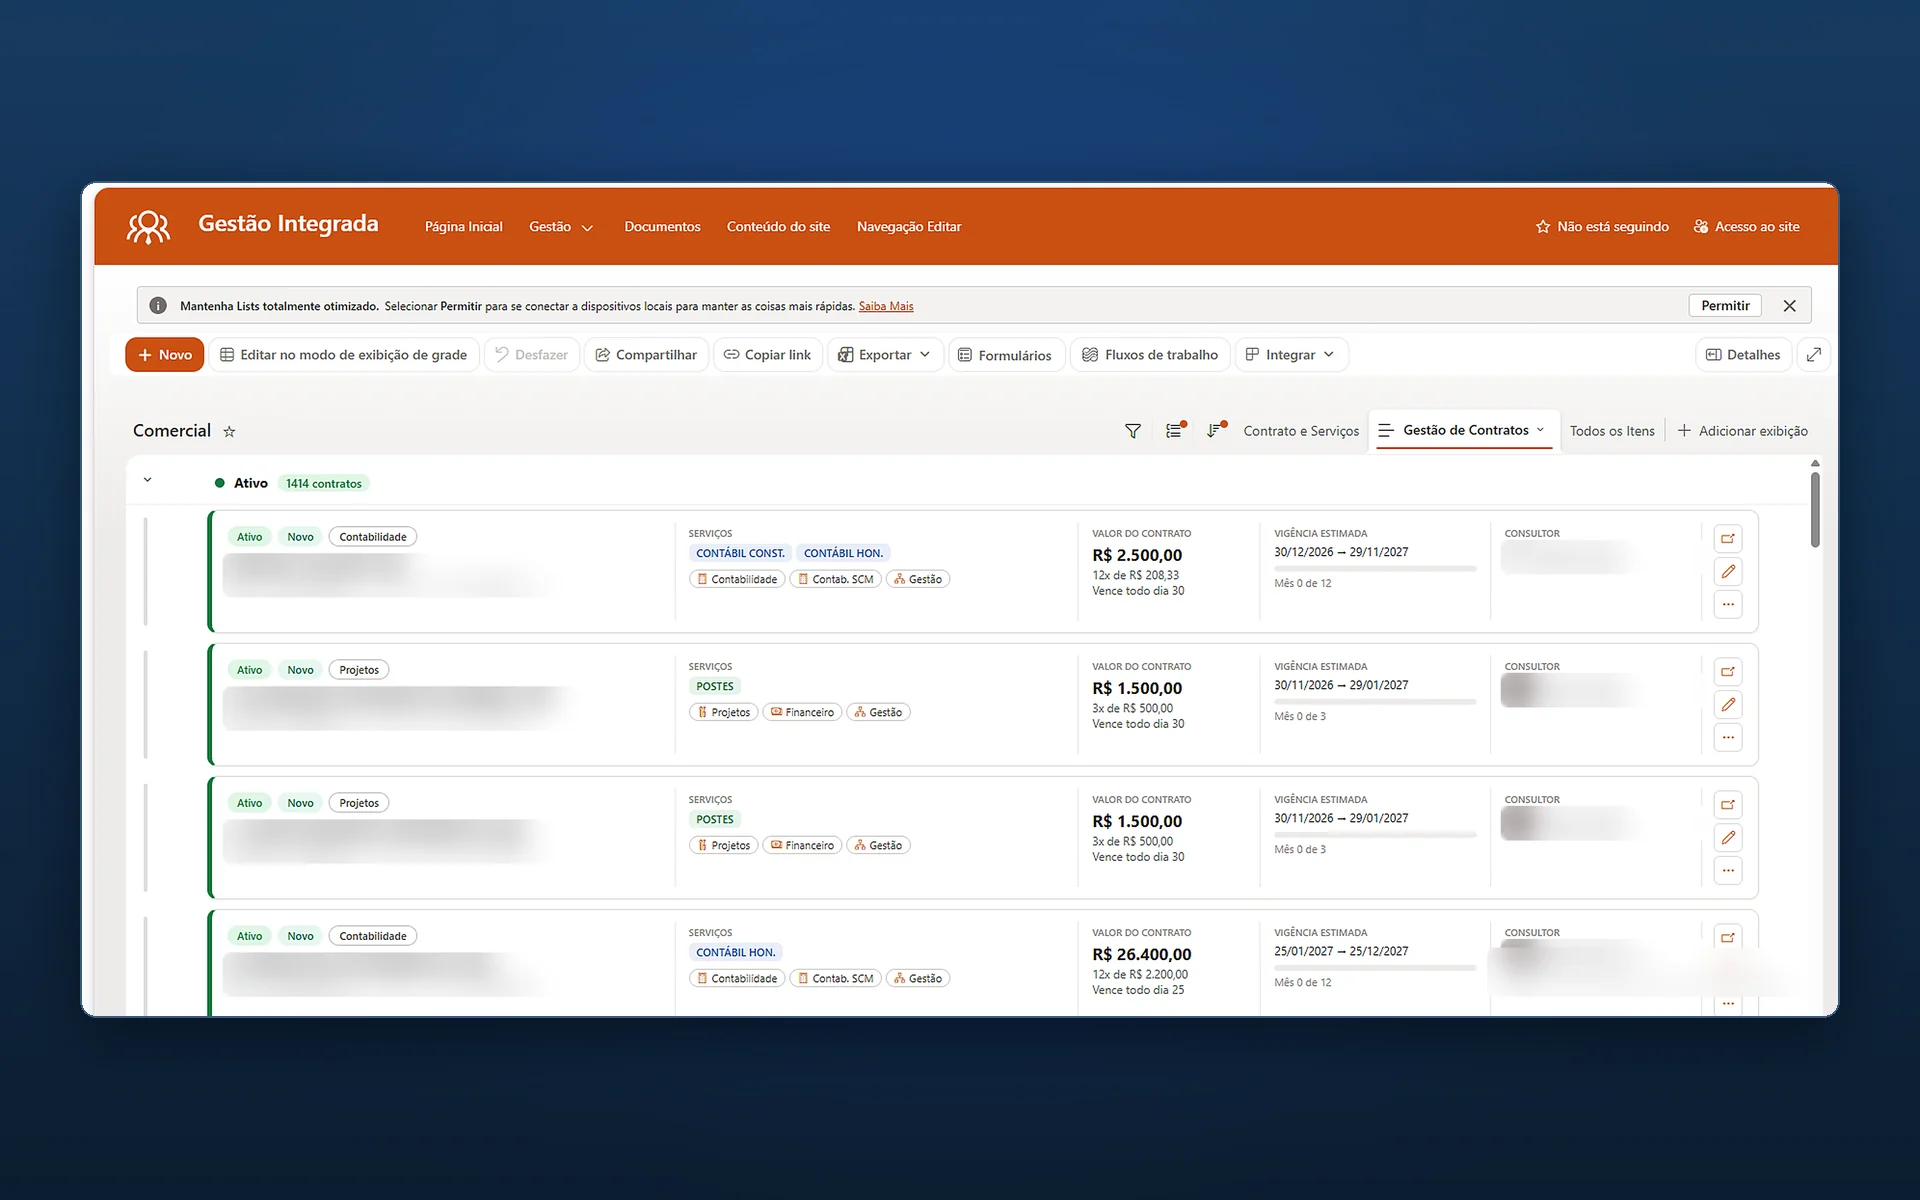 Gestão Integrada
Página Inicial Gestão Documentos Conteúdo do site Navegação Editar
Não está seguindo Acesso ao site
Mantenha Lists totalmente otimizado. Selecionar Permitir para se conectar a dispositivos locais para manter as coisas mais rápidas. Saiba Mais
Permitir
+ Novo Editar no modo de exibição de grade Desfazer Compartilhar Copiar link Exportar Formulários Fluxos de trabalho Integrar Detalhes
Comercial
Contrato e Serviços Gestão de Contratos Todos os Itens + Adicionar exibição
Ativo 1414 contratos
Ativo Novo Contabilidade
SERVIÇOS
CONTÁBIL CONST. CONTÁBIL HON.
Contabilidade Contab. SCM Gestão
VALOR DO CONTRATO
R$ 2.500,00
12x de R$ 208,33
Vence todo dia 30
VIGÊNCIA ESTIMADA
30/12/2026 → 29/11/2027
Mês 0 de 12
CONSULTOR
Ativo Novo Projetos
SERVIÇOS
POSTES
Projetos Financeiro Gestão
VALOR DO CONTRATO
R$ 1.500,00
3x de R$ 500,00
Vence todo dia 30
VIGÊNCIA ESTIMADA
30/11/2026 → 29/01/2027
Mês 0 de 3
CONSULTOR
Ativo Novo Projetos
SERVIÇOS
POSTES
Projetos Financeiro Gestão
VALOR DO CONTRATO
R$ 1.500,00
3x de R$ 500,00
Vence todo dia 30
VIGÊNCIA ESTIMADA
30/11/2026 → 29/01/2027
Mês 0 de 3
CONSULTOR
Ativo Novo Contabilidade
SERVIÇOS
CONTÁBIL HON.
Contabilidade Contab. SCM Gestão
VALOR DO CONTRATO
R$ 26.400,00
12x de R$ 2.200,00
Vence todo dia 25
VIGÊNCIA ESTIMADA
25/01/2027 → 25/12/2027
Mês 0 de 12
CONSULTOR